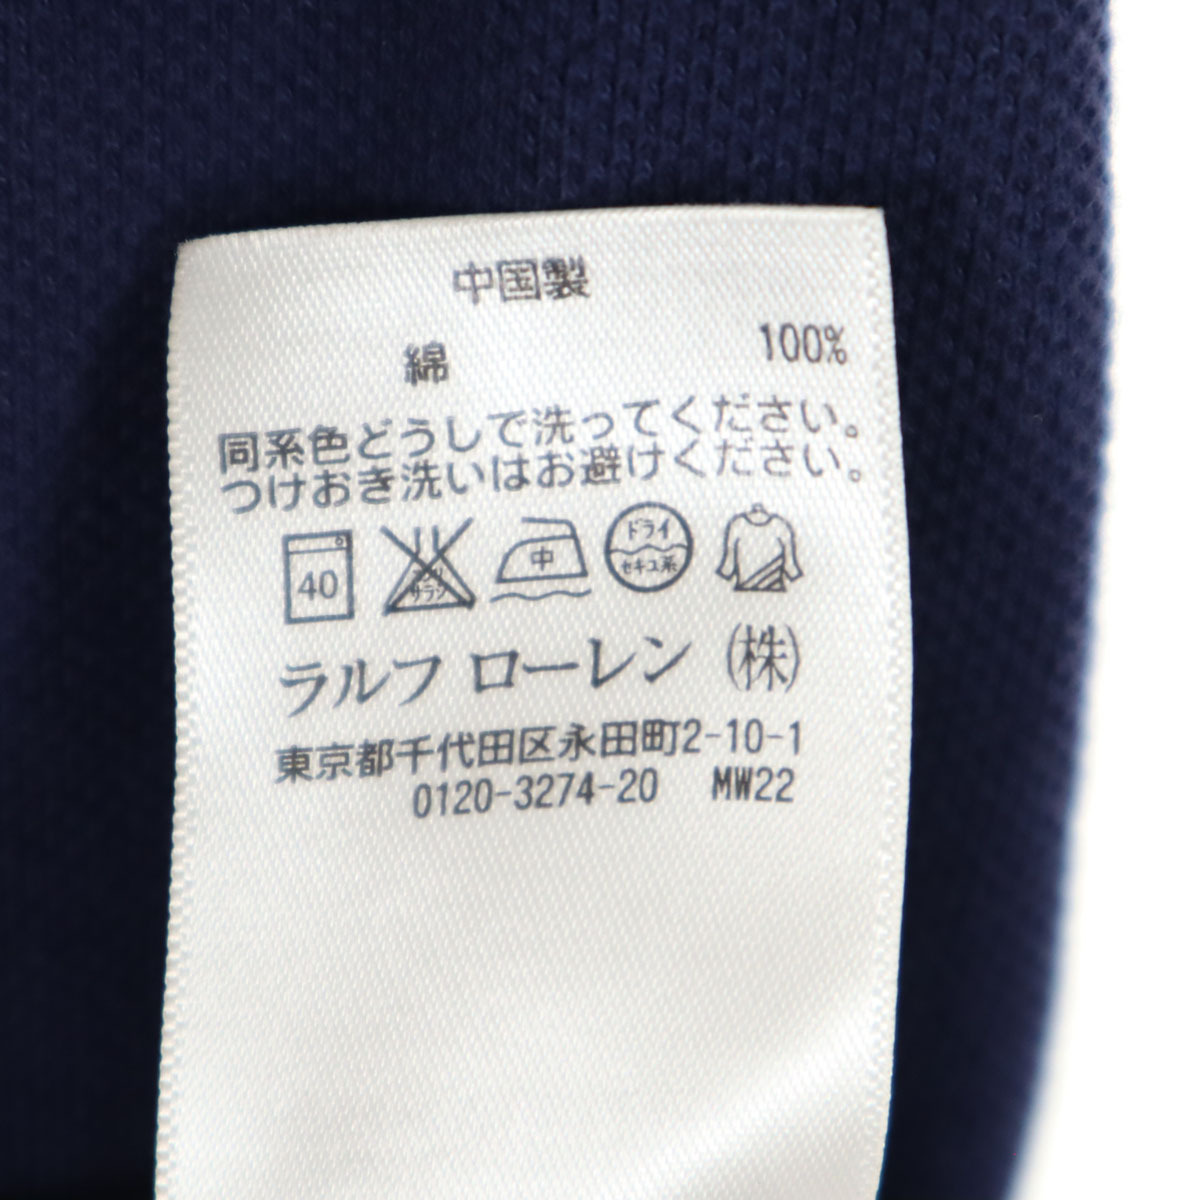 中国製
綿 100%
同系色どうしで洗ってください。
つけおき洗いはお避けください。
40 サラシ 中 ドライ セキユ系
ラルフ ローレン (株)
東京都千代田区永田町2-10-1
0120-3274-20 MW22